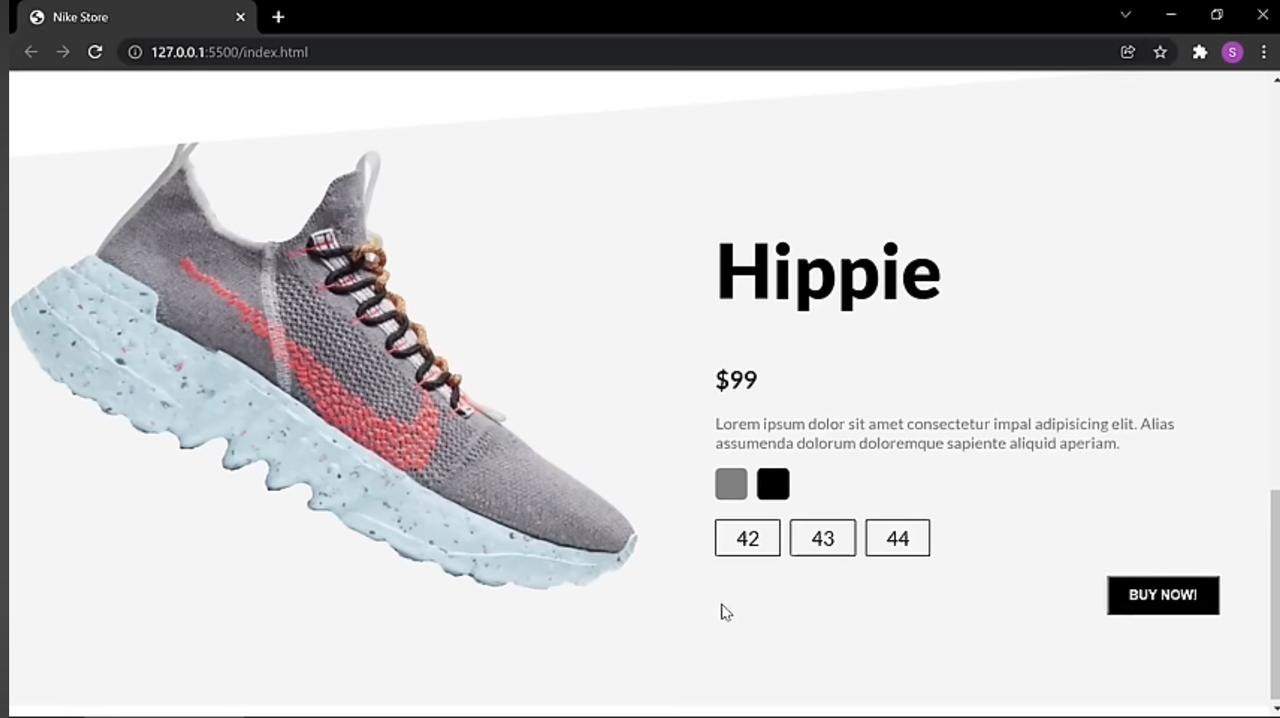 Nike Store
127.0.0.1:5500/index.html
S
Hippie
$99
Lorem ipsum dolor sit amet consectetur impal adipisicing elit. Alias
assumenda dolorum doloremque sapiente aliquid aperiam.
42 43 44
BUY NOW!